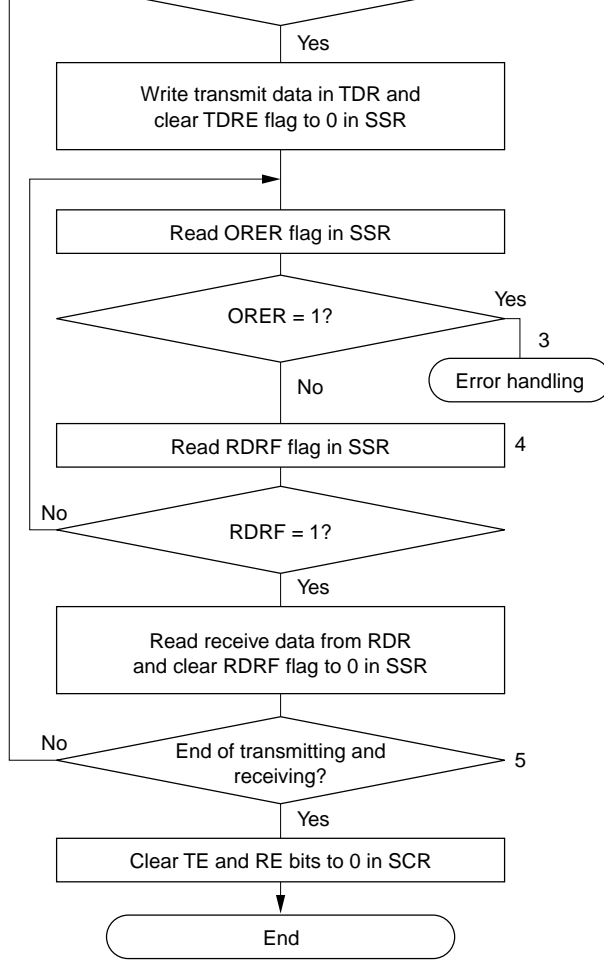 Yes
Write transmit data in TDR and
clear TDRE flag to 0 in SSR
Read ORER flag in SSR
ORER = 1?
Yes
3
Error handling
No
Read RDRF flag in SSR
4
No
RDRF = 1?
Yes
Read receive data from RDR
and clear RDRF flag to 0 in SSR
No
End of transmitting and
receiving?
5
Yes
Clear TE and RE bits to 0 in SCR
End